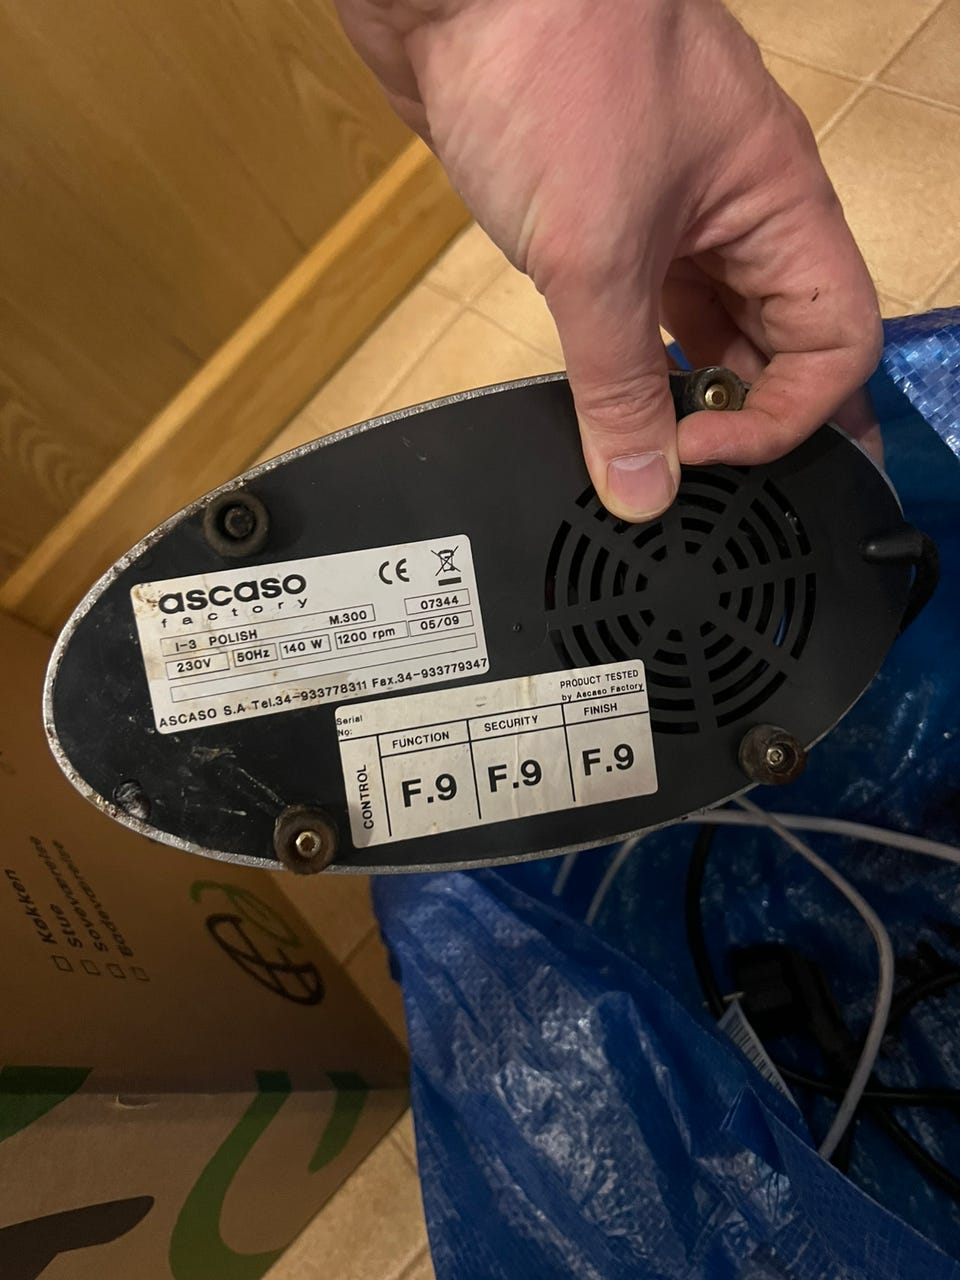 ascaso
factory
CE
I-3 POLISH M.300 07344
230V 50Hz 140 W 1200 rpm 05/09
ASCASO S.A Tel.34-933778311 Fax.34-933779347
Serial
No:
PRODUCT TESTED
by Ascaso Factory
CONTROL
FUNCTION SECURITY FINISH
F.9 F.9 F.9
Køkken
Stue
Soveværelse
Badeværelse